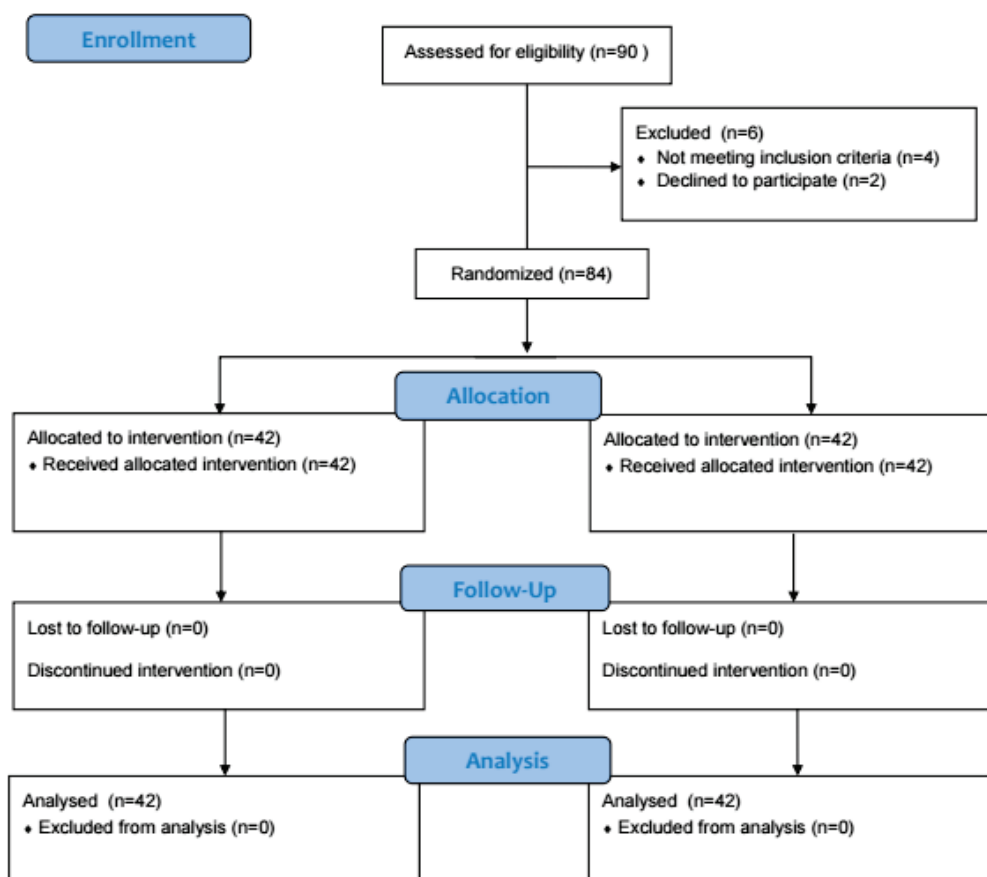 Enrollment
Assessed for eligibility (n=90 )
Excluded (n=6)
♦ Not meeting inclusion criteria (n=4)
♦ Declined to participate (n=2)
Randomized (n=84)
Allocation
Allocated to intervention (n=42)
♦ Received allocated intervention (n=42)
Allocated to intervention (n=42)
♦ Received allocated intervention (n=42)
Follow-Up
Lost to follow-up (n=0)
Discontinued intervention (n=0)
Lost to follow-up (n=0)
Discontinued intervention (n=0)
Analysis
Analysed (n=42)
♦ Excluded from analysis (n=0)
Analysed (n=42)
♦ Excluded from analysis (n=0)